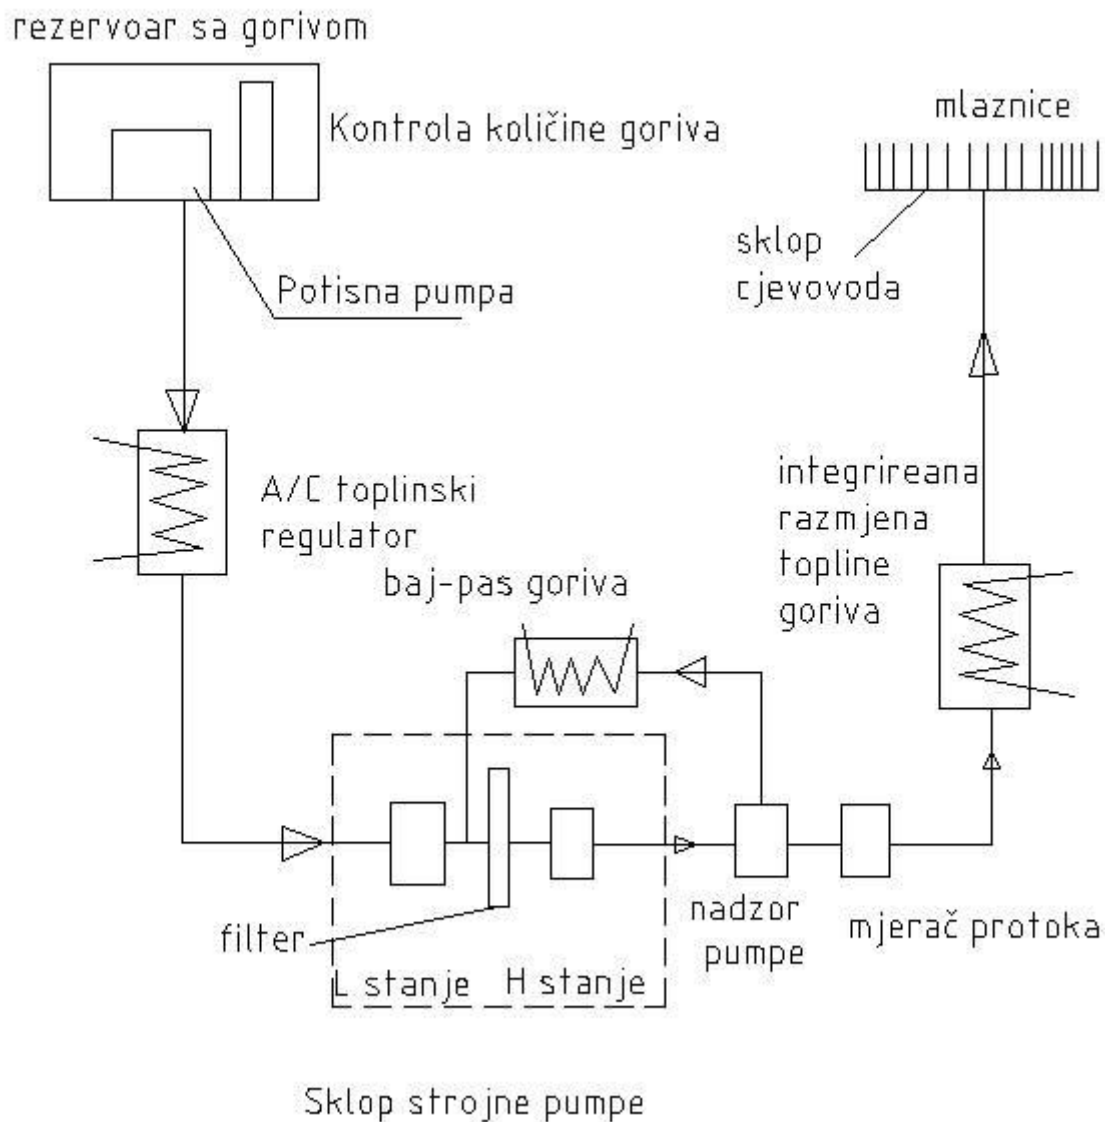 rezervoar sa gorivom
Kontrola količine goriva
mlaznice
sklop
cjevovoda
Potisna pumpa
A/C toplinski
regulator
integrireana
razmjena
topline
goriva
baj-pas goriva
filter
L stanje H stanje
nadzor
pumpe
mjerač protoka
Sklop strojne pumpe